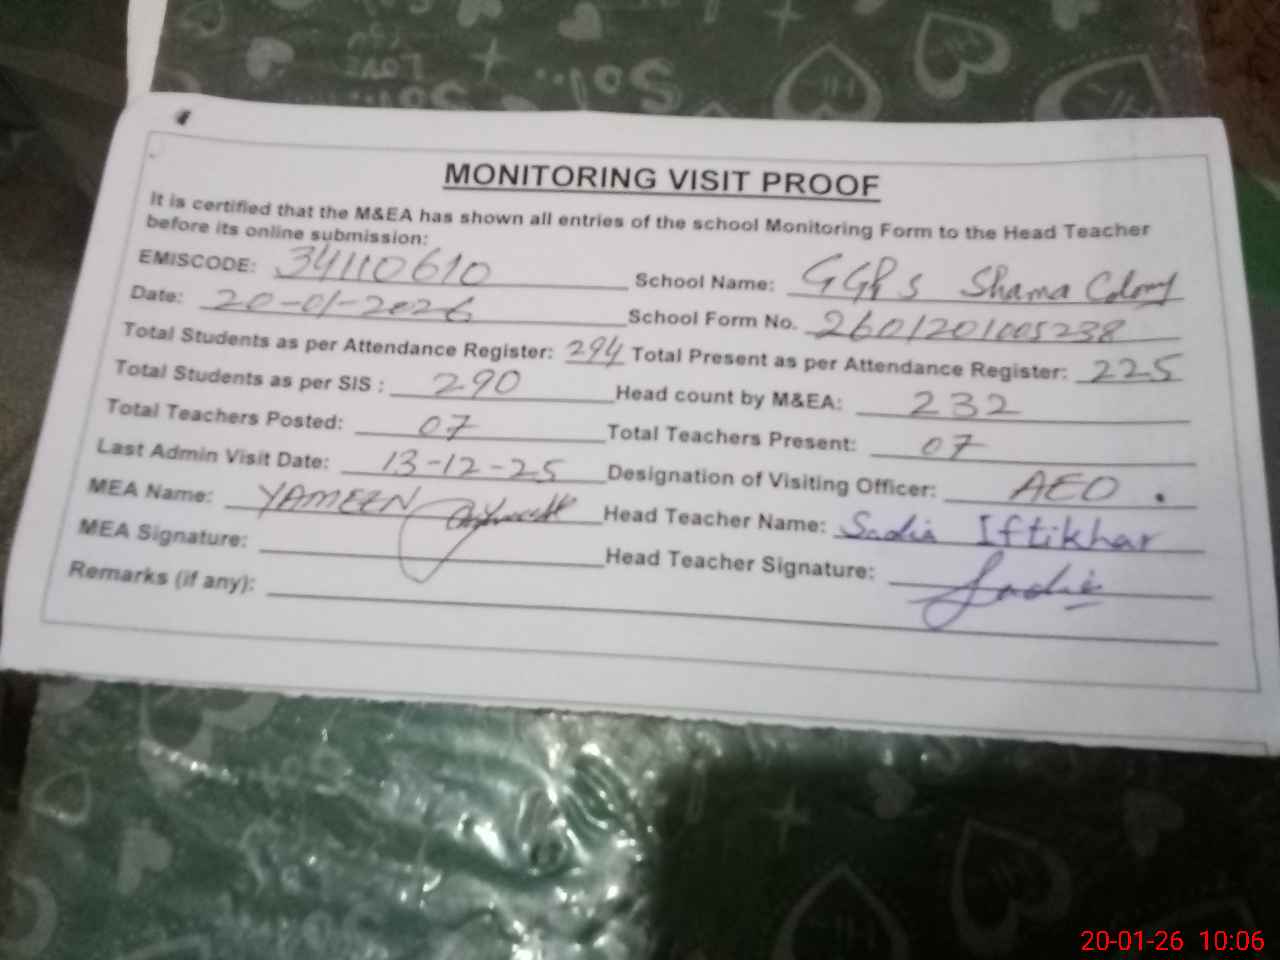 MONITORING VISIT PROOF
It is certified that the M&EA has shown all entries of the school Monitoring Form to the Head Teacher
before its online submission:
EMISCODE: 34110610 School Name: GGPS Shama Colony
Date: 20-01-2026 School Form No. 2601201005238
Total Students as per Attendance Register: 294 Total Present as per Attendance Register: 225
Total Students as per SIS : 290 Head count by M&EA: 232
Total Teachers Posted: 07 Total Teachers Present: 07
Last Admin Visit Date: 13-12-25 Designation of Visiting Officer: AEO.
MEA Name: YAMEEN Head Teacher Name: Sadia Iftikhar
MEA Signature: Head Teacher Signature: Sadia
Remarks (if any):
20-01-26 10:06